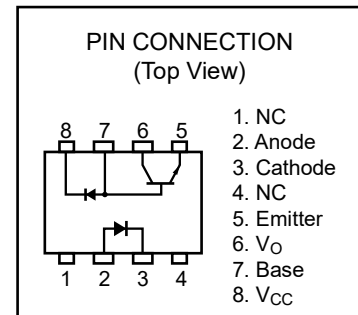 PIN CONNECTION
(Top View)
8 7 6 5
1 2 3 4
1. NC
2. Anode
3. Cathode
4. NC
5. Emitter
6. VO
7. Base
8. VCC